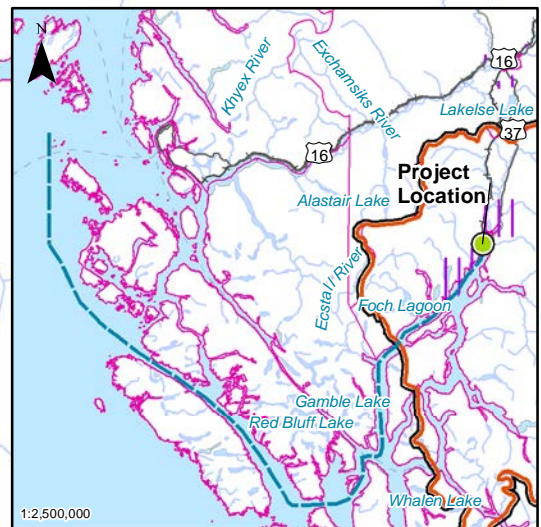 N
Khyex River
Exchamsiks River
16
Lakelse Lake
37
16
Project
Location
Alastair Lake
Ecstall River
Foch Lagoon
Gamble Lake
Red Bluff Lake
Whalen Lake
1:2,500,000